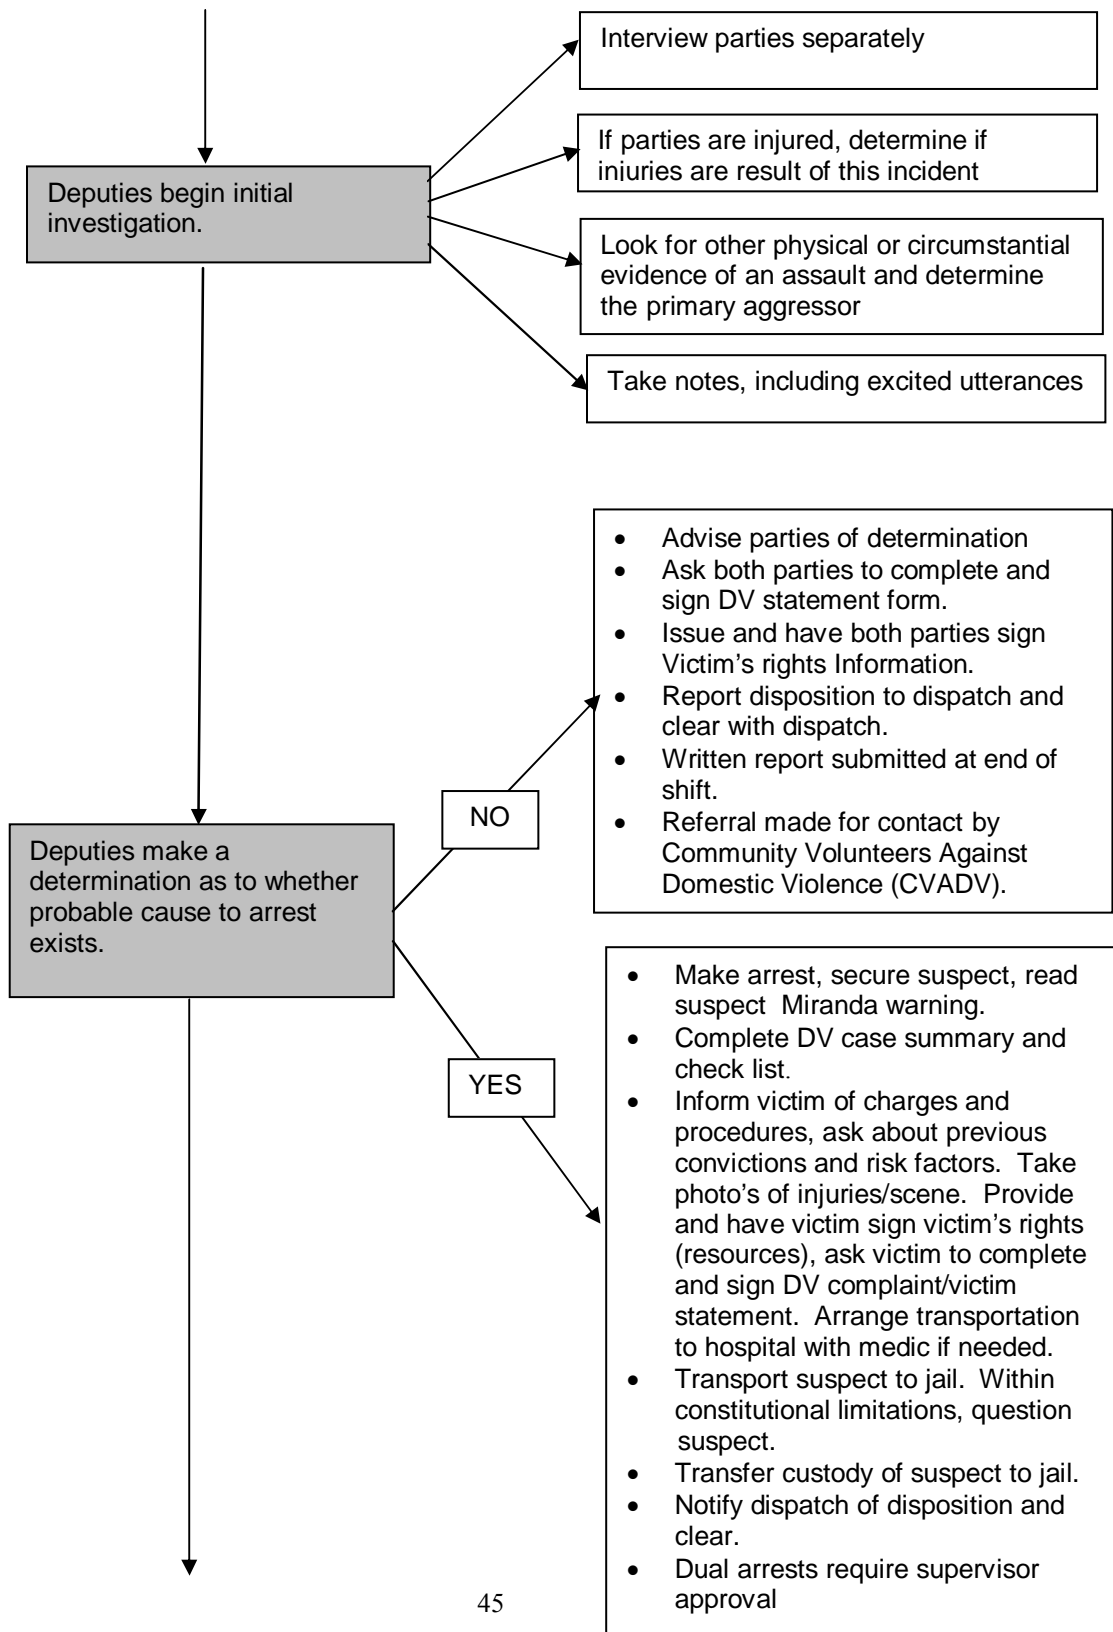 Interview parties separately
If parties are injured, determine if
injuries are result of this incident
Deputies begin initial
investigation.
Look for other physical or circumstantial
evidence of an assault and determine
the primary aggressor
Take notes, including excited utterances
• Advise parties of determination
• Ask both parties to complete and
sign DV statement form.
• Issue and have both parties sign
Victim’s rights Information.
• Report disposition to dispatch and
clear with dispatch.
• Written report submitted at end of
shift.
• Referral made for contact by
Community Volunteers Against
Domestic Violence (CVADV).
NO
Deputies make a
determination as to whether
probable cause to arrest
exists.
YES
• Make arrest, secure suspect, read
suspect Miranda warning.
• Complete DV case summary and
check list.
• Inform victim of charges and
procedures, ask about previous
convictions and risk factors. Take
photo’s of injuries/scene. Provide
and have victim sign victim’s rights
(resources), ask victim to complete
and sign DV complaint/victim
statement. Arrange transportation
to hospital with medic if needed.
• Transport suspect to jail. Within
constitutional limitations, question
suspect.
• Transfer custody of suspect to jail.
• Notify dispatch of disposition and
clear.
• Dual arrests require supervisor
approval
45